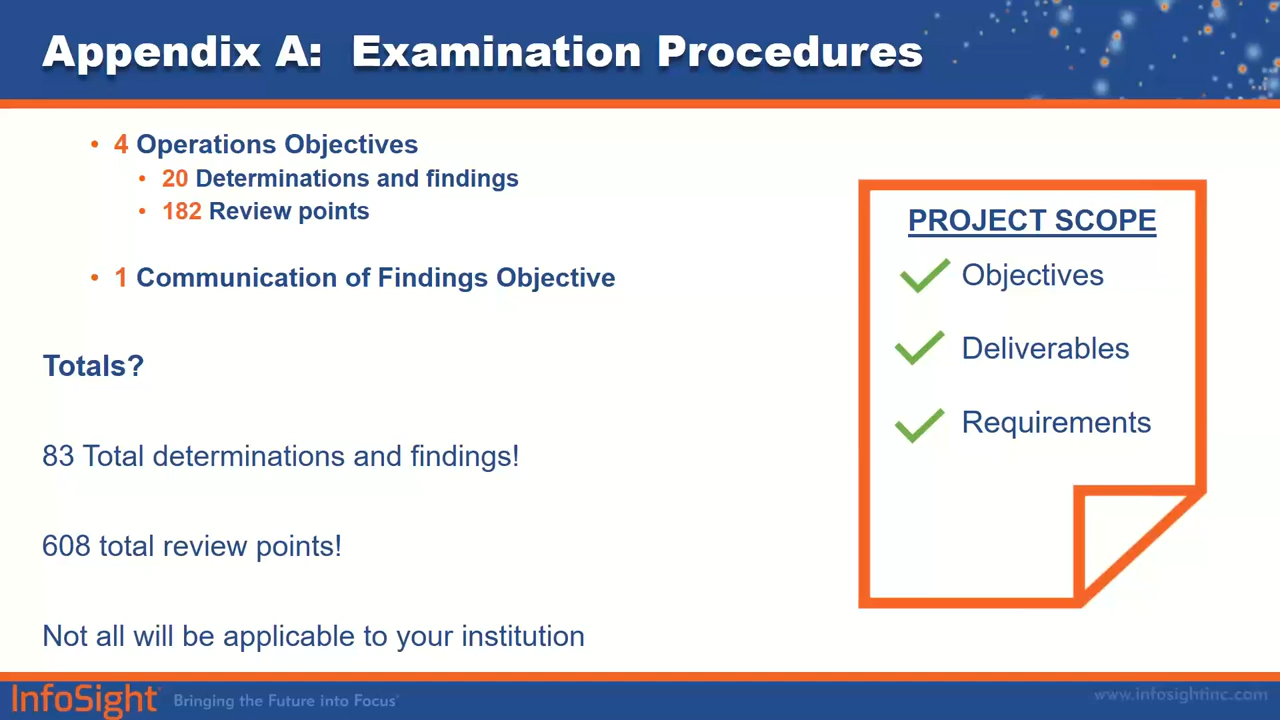 Appendix A: Examination Procedures
• 4 Operations Objectives
• 20 Determinations and findings
• 182 Review points
• 1 Communication of Findings Objective
Totals?
83 Total determinations and findings!
608 total review points!
Not all will be applicable to your institution
PROJECT SCOPE
Objectives
Deliverables
Requirements
InfoSight Bringing the Future into Focus
www.infosightinc.com